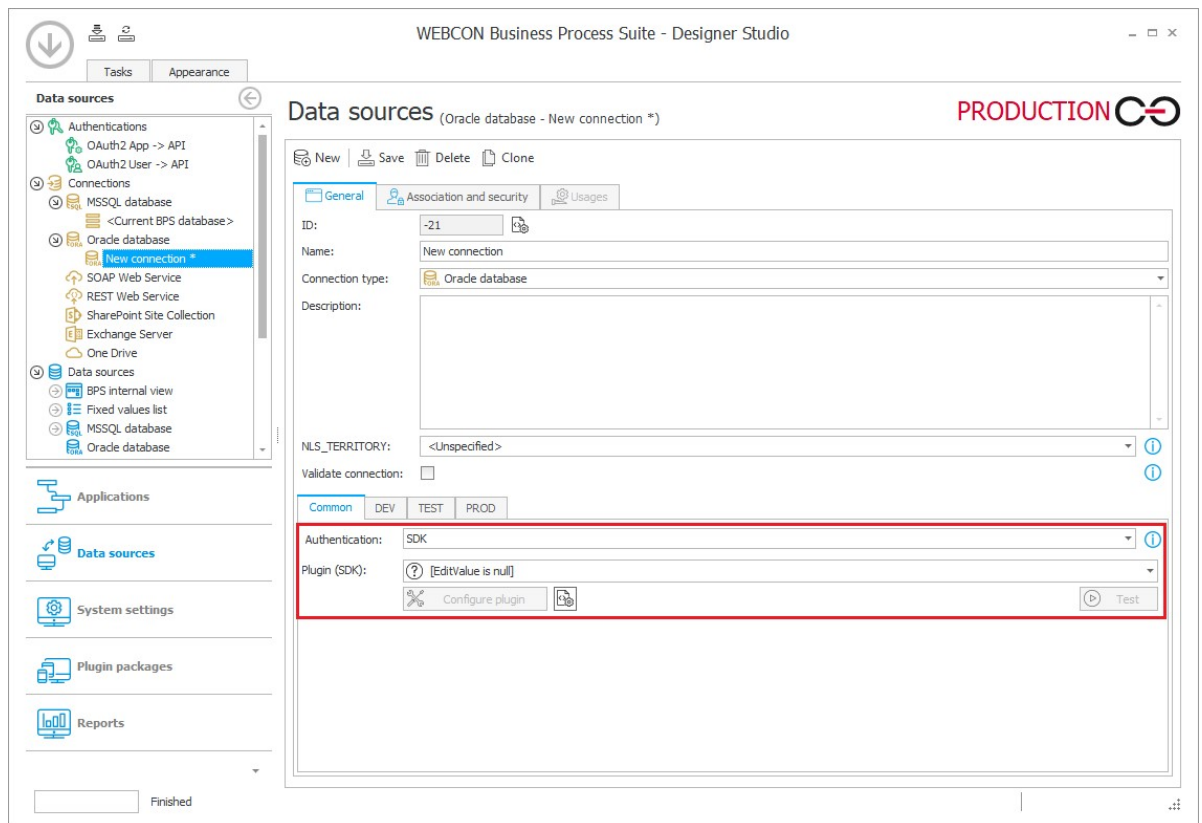 WEBCON Business Process Suite - Designer Studio
Tasks Appearance
Data sources
Authentications
OAuth2 App -> API
OAuth2 User -> API
Connections
MSSQL database
<Current BPS database>
Oracle database
New connection *
SOAP Web Service
REST Web Service
SharePoint Site Collection
Exchange Server
One Drive
Data sources
BPS internal view
Fixed values list
MSSQL database
Oracle database
Applications
Data sources
System settings
Plugin packages
Reports
Finished
Data sources (Oracle database - New connection *)
PRODUCTION
New Save Delete Clone
General Association and security Usages
ID: -21
Name: New connection
Connection type: Oracle database
Description:
NLS_TERRITORY: <Unspecified>
Validate connection:
Common DEV TEST PROD
Authentication: SDK
Plugin (SDK): [EditValue is null]
Configure plugin Test